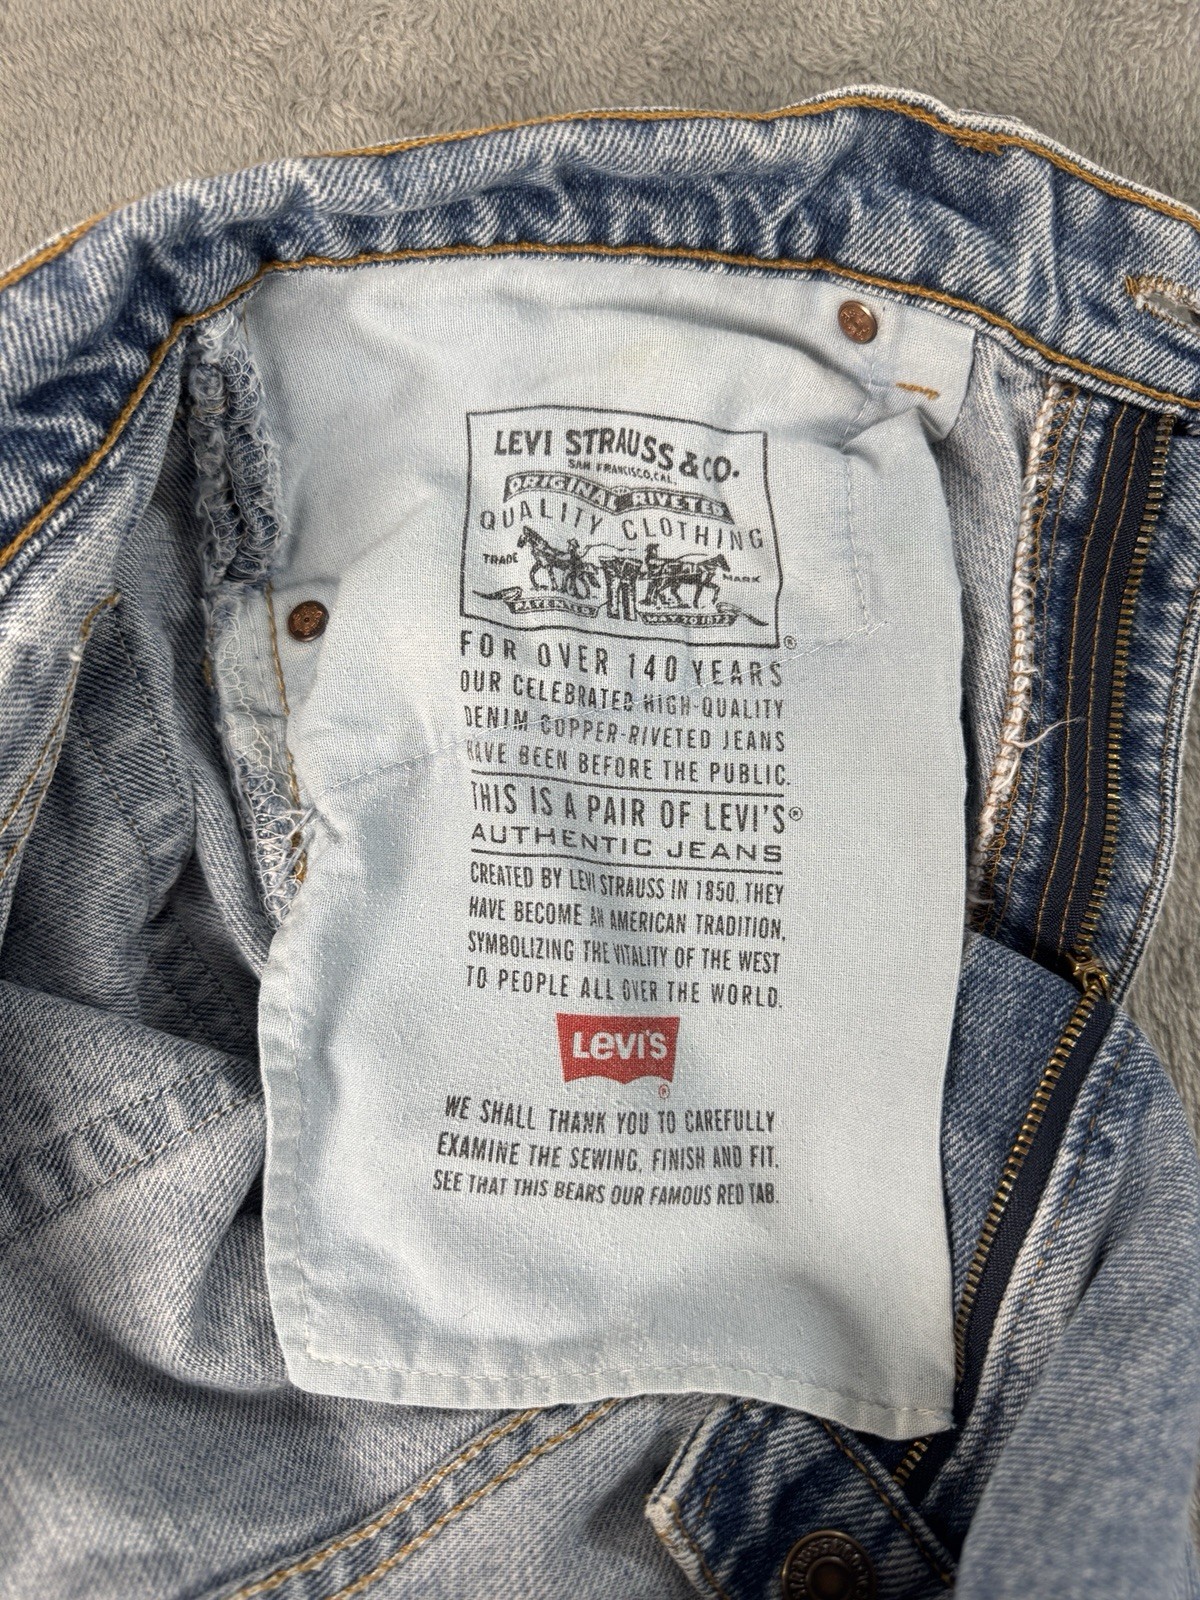 LEVI STRAUSS & CO.
SAN FRANCISCO, CAL.
ORIGINAL RIVETED
QUALITY CLOTHING
TRADE MARK
PATENTED MAY 20 1873
®
FOR OVER 140 YEARS
OUR CELEBRATED HIGH-QUALITY
DENIM COPPER-RIVETED JEANS
HAVE BEEN BEFORE THE PUBLIC.
THIS IS A PAIR OF LEVI'S®
AUTHENTIC JEANS
CREATED BY LEVI STRAUSS IN 1850, THEY
HAVE BECOME AN AMERICAN TRADITION,
SYMBOLIZING THE VITALITY OF THE WEST
TO PEOPLE ALL OVER THE WORLD.
Levi's
®
WE SHALL THANK YOU TO CAREFULLY
EXAMINE THE SEWING, FINISH AND FIT.
SEE THAT THIS BEARS OUR FAMOUS RED TAB.